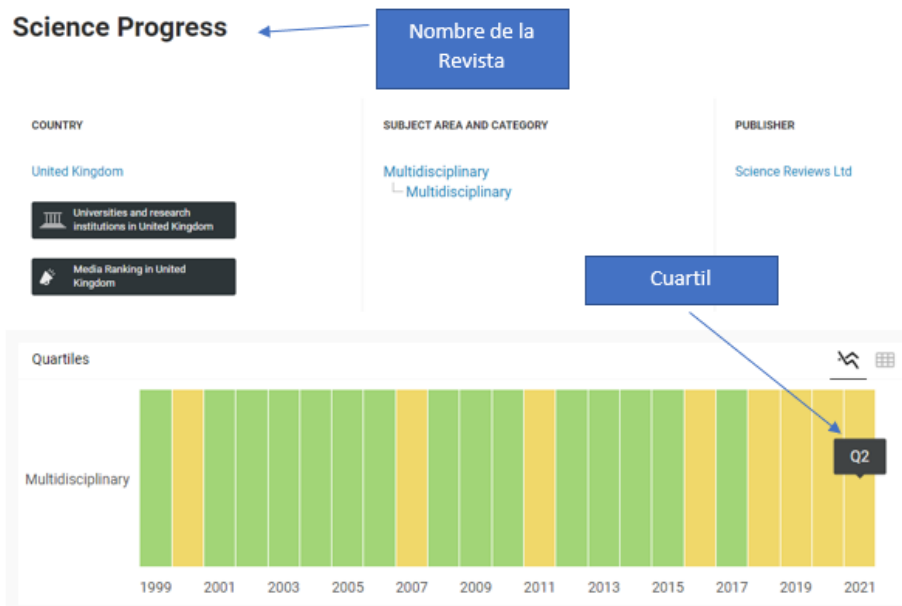 Science Progress
Nombre de la
Revista
COUNTRY
SUBJECT AREA AND CATEGORY
PUBLISHER
United Kingdom
Multidisciplinary
Multidisciplinary
Science Reviews Ltd
Universities and research
institutions in United Kingdom
Media Ranking in United
Kingdom
Cuartil
Quartiles
Q2
Multidisciplinary
1999 2001 2003 2005 2007 2009 2011 2013 2015 2017 2019 2021